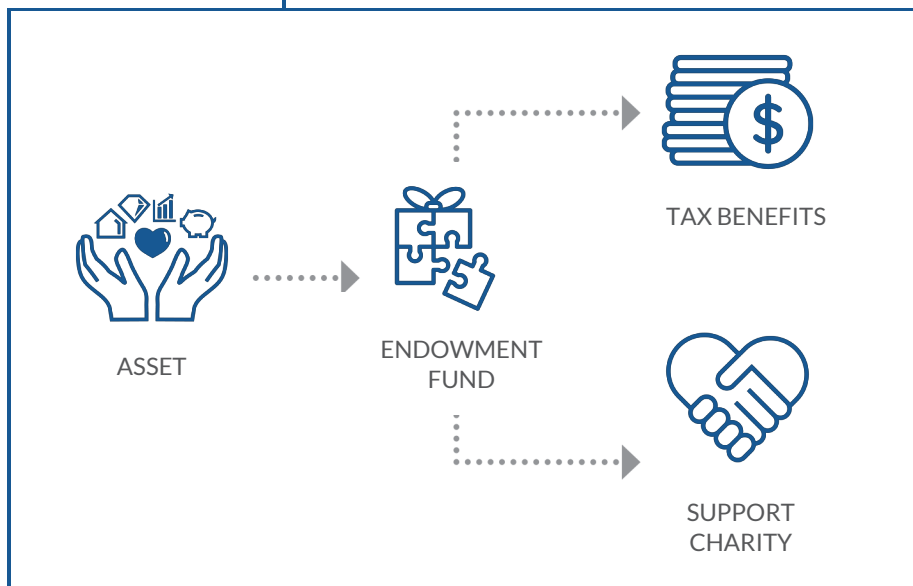 ASSET
ENDOWMENT
FUND
$
TAX BENEFITS
SUPPORT
CHARITY